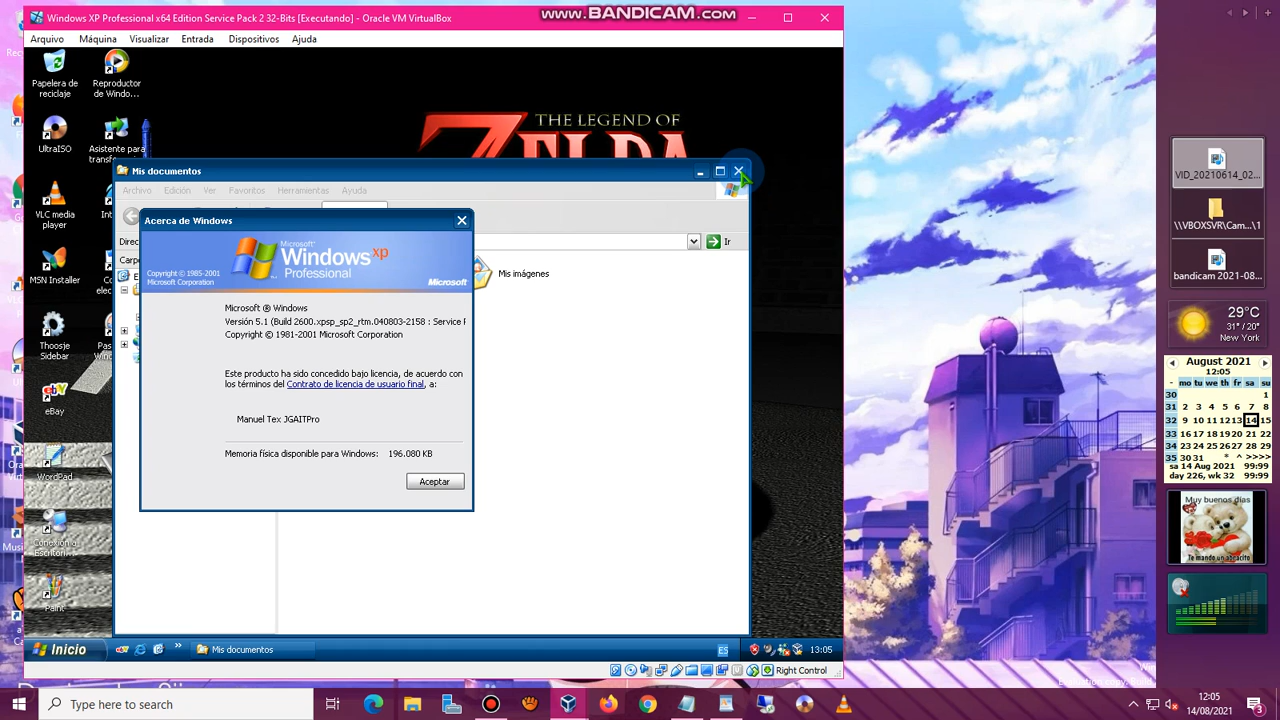 Windows XP Professional x64 Edition Service Pack 2 32-Bits [Executando] - Oracle VM VirtualBox
www.BANDICAM.com
Arquivo Máquina Visualizar Entrada Dispositivos Ajuda
Papelera de reciclaje
Reproductor de Windo...
UltraISO
Asistente para transfe...
THE LEGEND OF
ZELDA
Mis documentos
Archivo Edición Ver Favoritos Herramientas Ayuda
VLC media player
MSN Installer
Thoosje Sidebar
eBay
WordPad
Conexión a Escritori...
Paint
Direc
Ir
Carp
Mis imágenes
Acerca de Windows
Microsoft
Windows xp
Professional
Copyright © 1985-2001
Microsoft Corporation
Microsoft
Microsoft ® Windows
Versión 5.1 (Build 2600.xpsp_sp2_rtm.040803-2158 : Service P
Copyright © 1981-2001 Microsoft Corporation
Este producto ha sido concedido bajo licencia, de acuerdo con
los términos del Contrato de licencia de usuario final, a:
Manuel Tex JGAITPro
Memoria física disponible para Windows: 196.080 KB
Aceptar
Inicio
Mis documentos
ES
13:05
Right Control
VID_20210614_02...
\\VBOXSVR\Cam\1
bandicam 2021-08...
29°C
31° / 20°
New York
August 2021
12:05
mo tu we th fr sa su
30 1
31 2 3 4 5 6 7 8
32 9 10 11 12 13 14 15
33 16 17 18 19 20 21 22
34 23 24 25 26 27 28 29
35 30 31 * ^ >>>>
sa 14 Aug 2021 99:99
day 226, wk 32 99:99
Muy buenos días
Te mando un abracito
Type here to search
12:05
14/08/2021
3